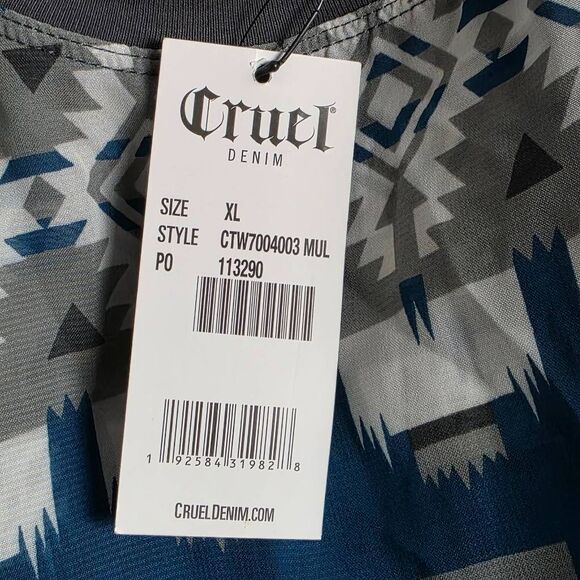 Cruel®
DENIM
SIZE XL
STYLE CTW7004003 MUL
PO 113290
1 92584 31982 8
CRUELDENIM.COM